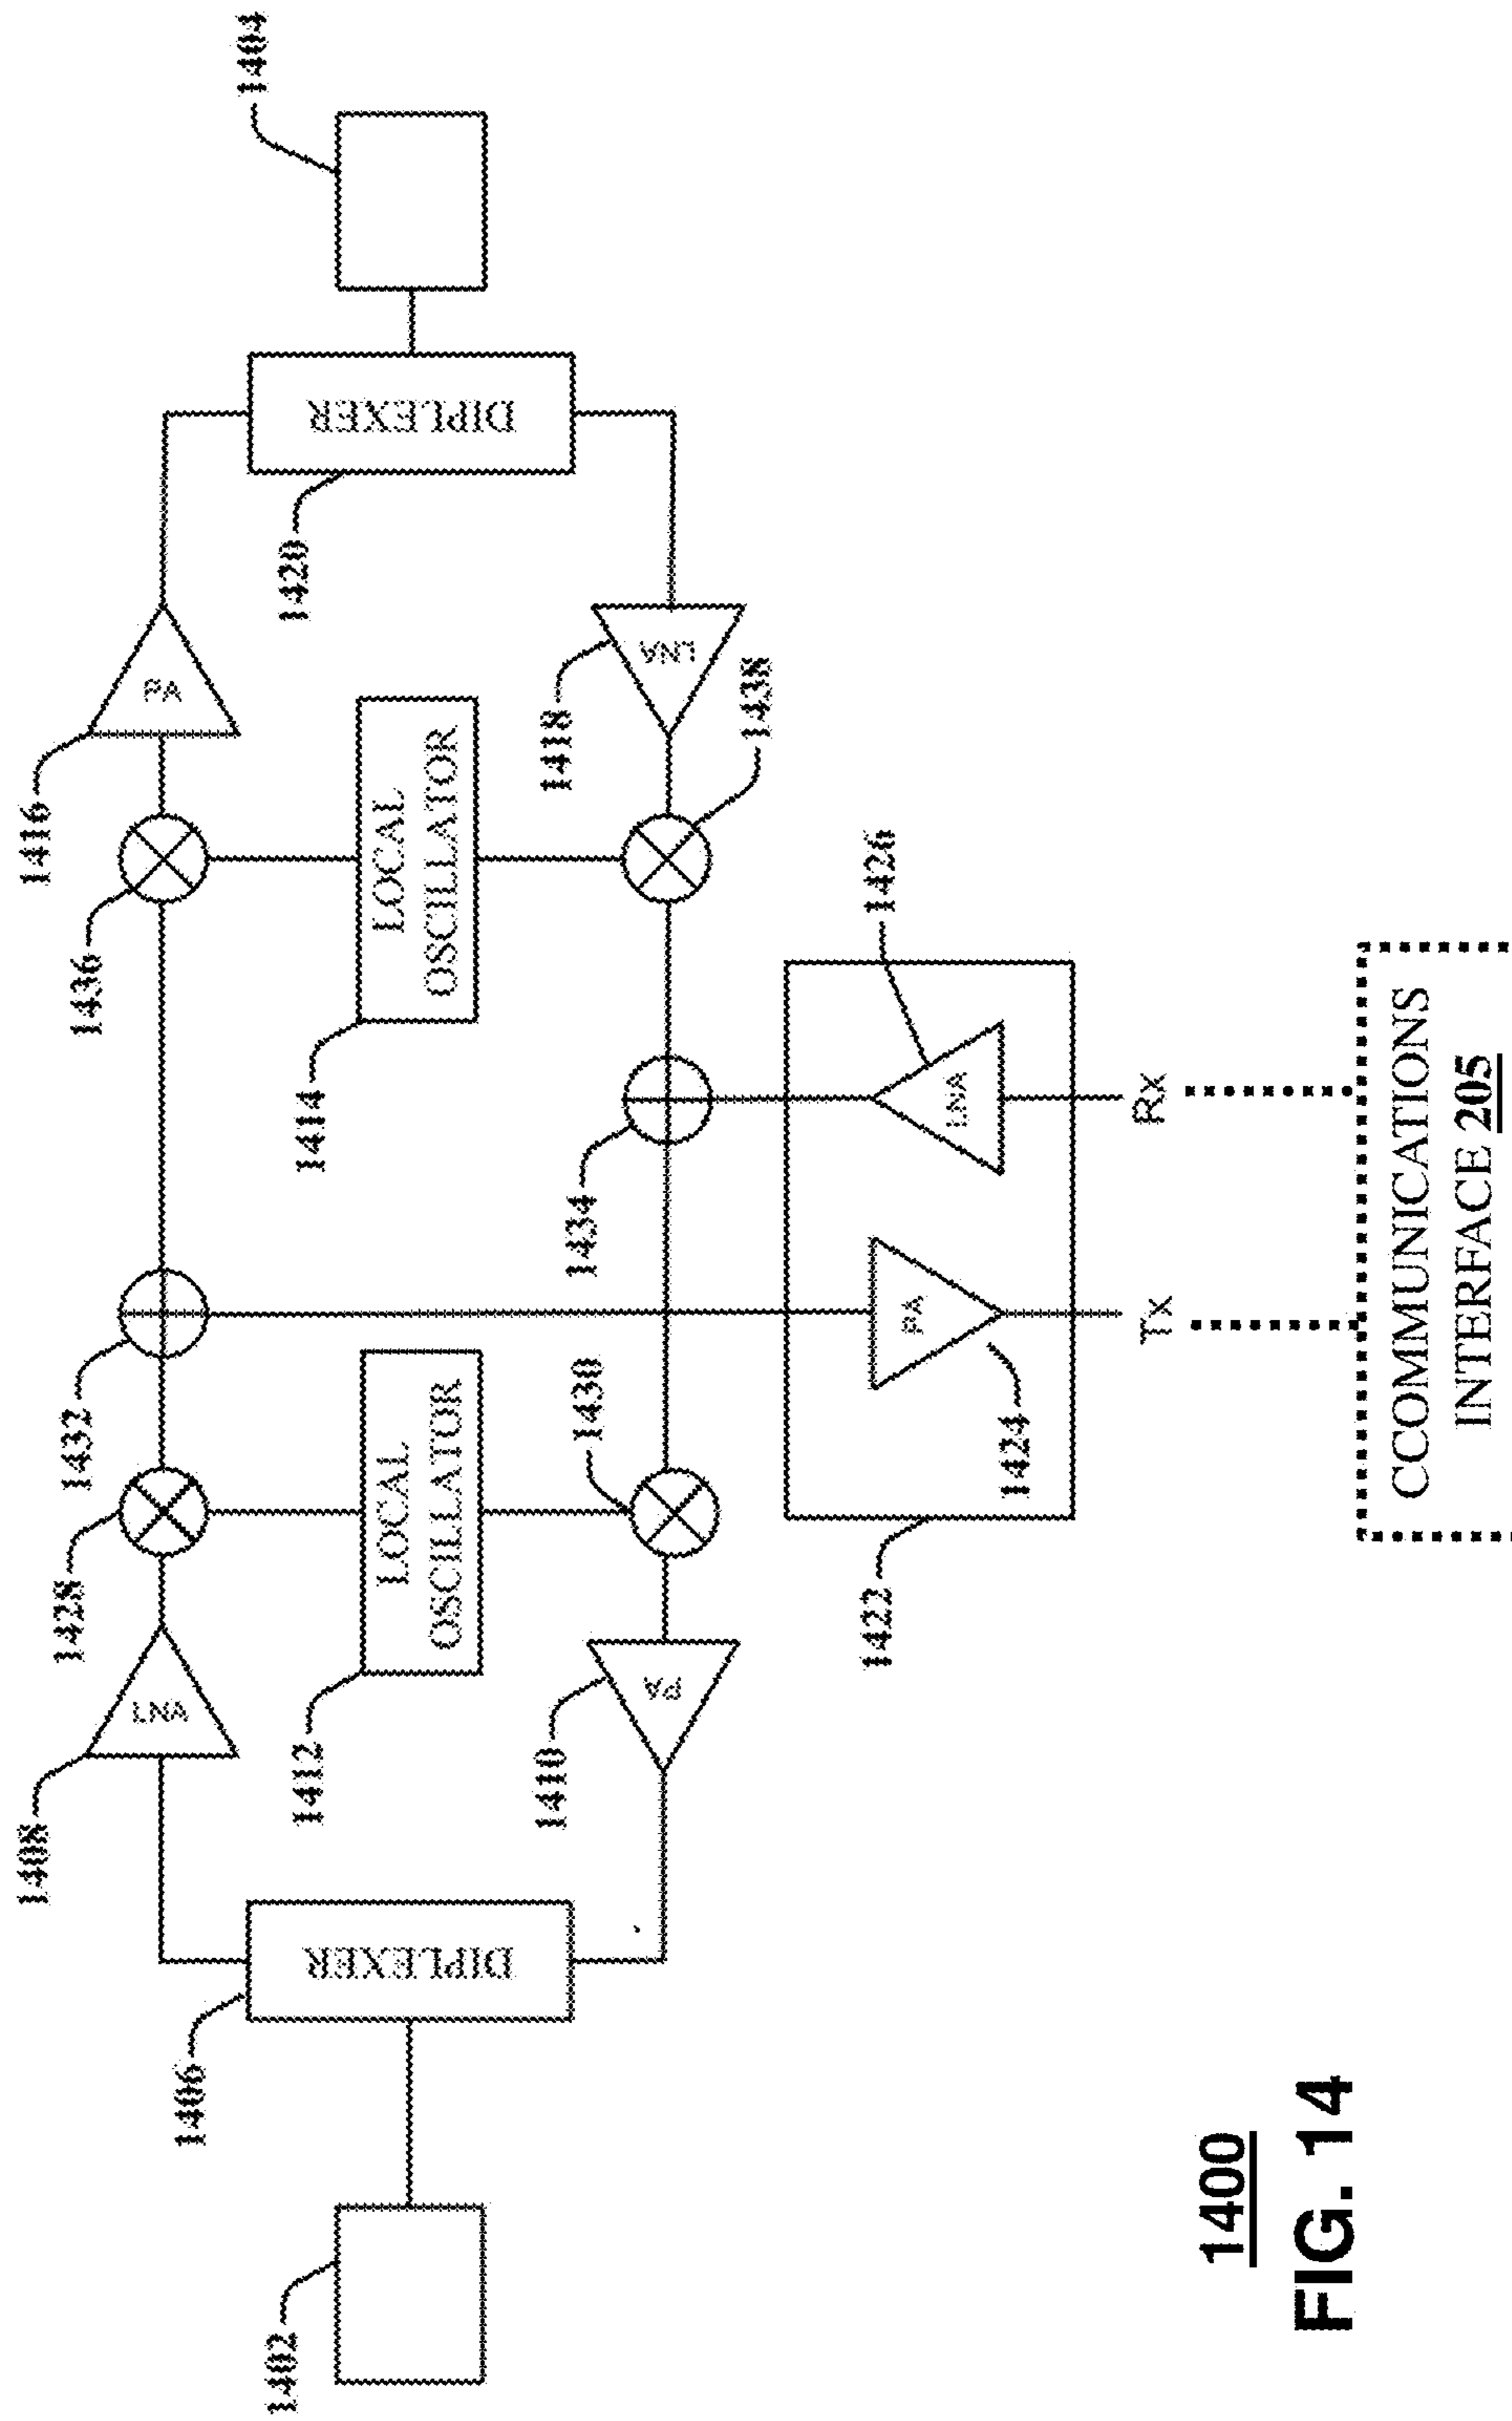 1408
1416
1428
1432
1436
LNA
PA
1406
1404
1402
1420
1412
1414
DIPLEXER
LOCAL
OSCILLATOR
LOCAL
OSCILLATOR
DIPLEXER
1410
1418
1434
1430
PA
LNA
1438
1422
1426
PA
LNA
1424
TX
RX
1400
FIG. 14
CCOMMUNICATIONS
INTERFACE 205